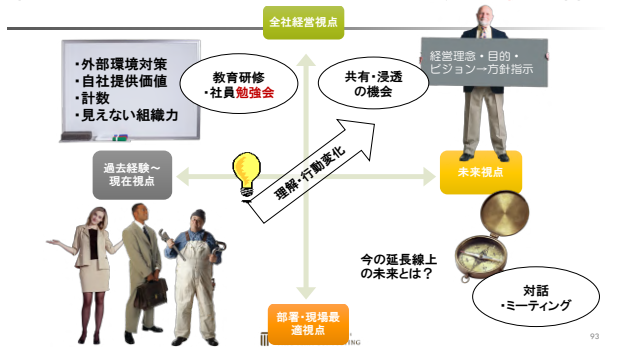 全社経営視点
・外部環境対策
・自社提供価値
・計数
・見えない組織力
教育研修
・社員勉強会
共有・浸透
の機会
経営理念・目的・
ビジョン→方針指示
過去経験～
現在視点
理解・行動変化
未来視点
今の延長線上
の未来とは？
対話
・ミーティング
部署・現場最
適視点
ING
93